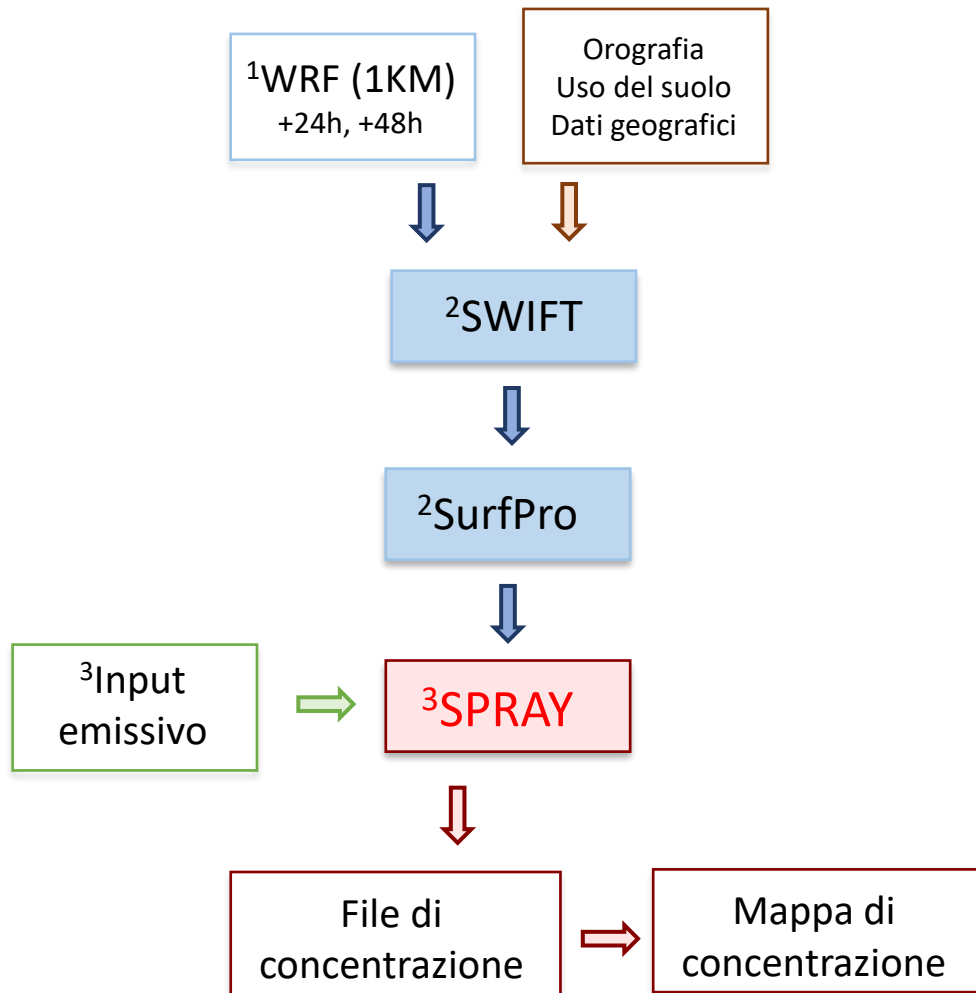 ¹WRF (1KM)
+24h, +48h
Orografia
Uso del suolo
Dati geografici
²SWIFT
²SurfPro
³Input
emissivo
³SPRAY
File di
concentrazione
Mappa di
concentrazione